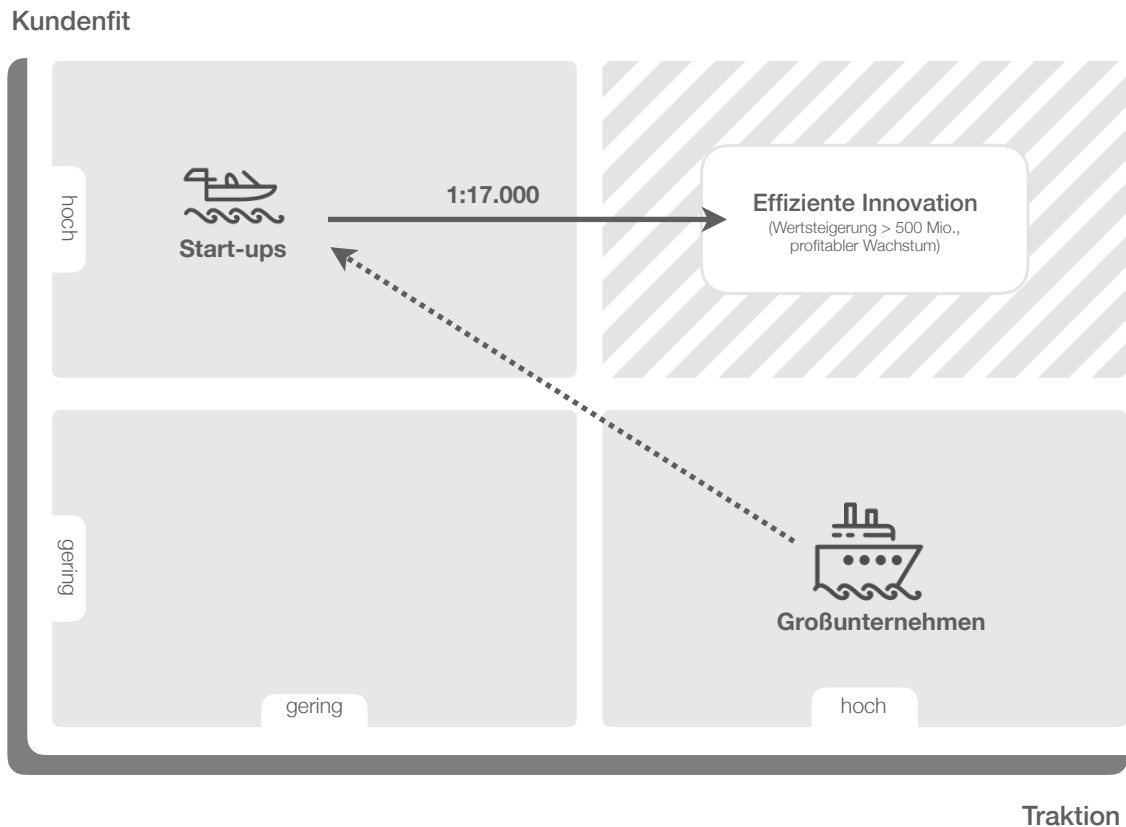 Kundenfit
hoch
1:17.000
Start-ups
Effiziente Innovation
(Wertsteigerung > 500 Mio.,
profitabler Wachstum)
gering
Großunternehmen
gering
hoch
Traktion